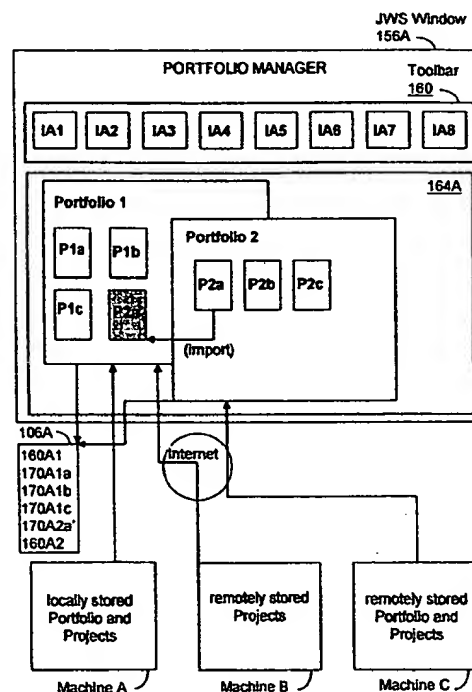 JWS Window
156A
PORTFOLIO MANAGER
Toolbar
160
IA1 IA2 IA3 IA4 IA5 IA6 IA7 IA8
164A
Portfolio 1
P1a P1b
P1c
Portfolio 2
P2a P2b P2c
(import)
106A
160A1
170A1a
170A1b
170A1c
170A2a'
160A2
Internet
locally stored
Portfolio and
Projects
Machine A
remotely stored
Projects
Machine B
remotely stored
Portfolio and
Projects
Machine C